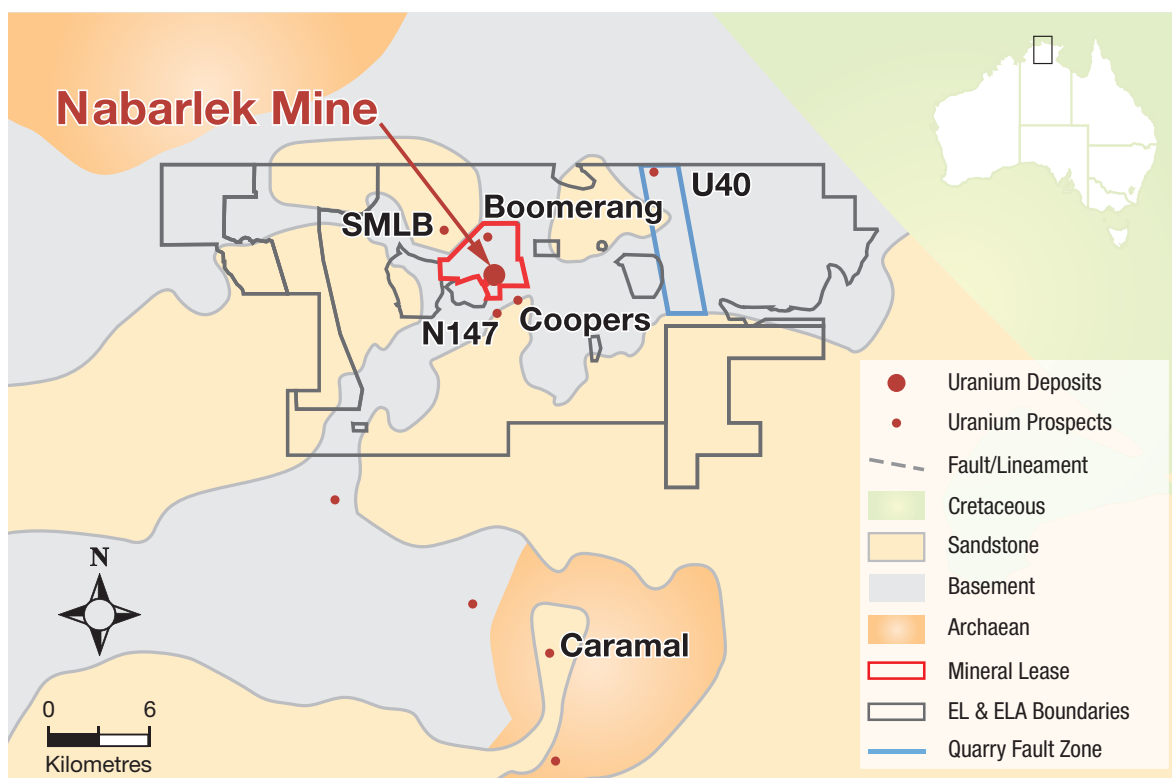 Nabarlek Mine
U40
Boomerang
SMLB
Coopers
N147
Caramal
N
0 6
Kilometres
Uranium Deposits
Uranium Prospects
Fault/Lineament
Cretaceous
Sandstone
Basement
Archaean
Mineral Lease
EL & ELA Boundaries
Quarry Fault Zone